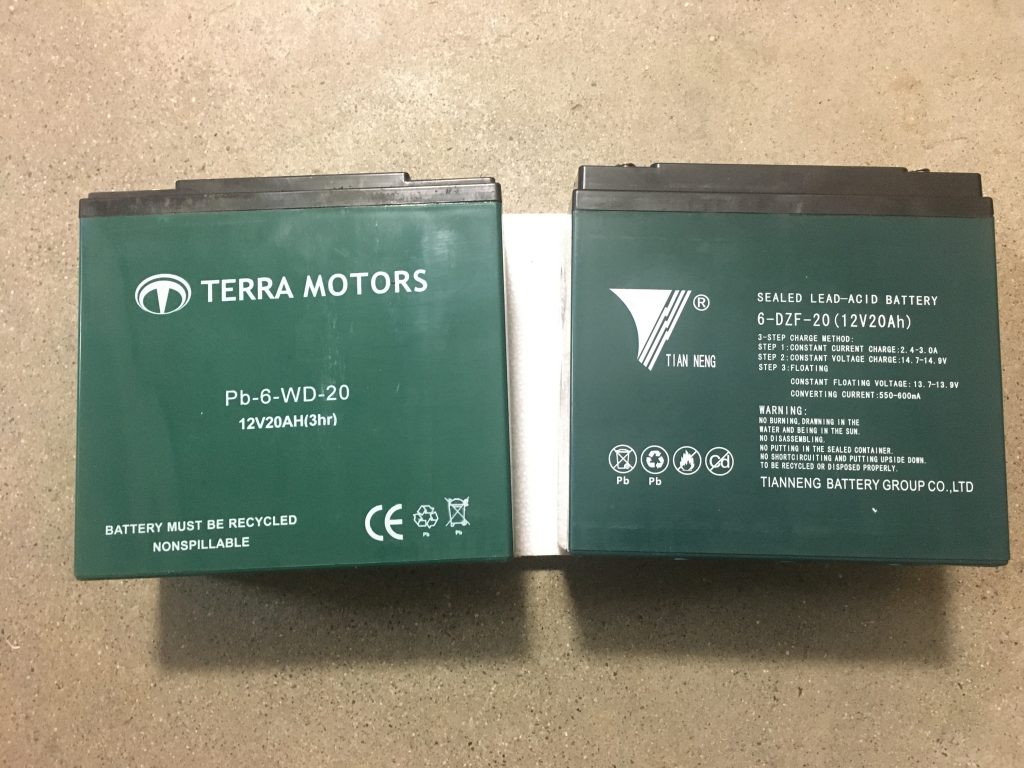 TERRA MOTORS
Pb-6-WD-20
12V20AH(3hr)
BATTERY MUST BE RECYCLED
NONSPILLABLE
CE
Pb
Pb
TIAN NENG
®
SEALED LEAD-ACID BATTERY
6-DZF-20(12V20Ah)
3-STEP CHARGE METHOD:
STEP 1:CONSTANT CURRENT CHARGE:2.4-3.0A
STEP 2:CONSTANT VOLTAGE CHARGE:14.7-14.9V
STEP 3:FLOATING
CONSTANT FLOATING VOLTAGE:13.7-13.9V
CONVERTING CURRENT:550-600mA
WARNING:
NO BURNING,DRAWNING IN THE
WATER AND BEING IN THE SUN.
NO DISASSEMBLING.
NO PUTTING IN THE SEALED CONTAINER.
NO SHORTCIRCUITING AND PUTTING UPSIDE DOWN.
TO BE RECYCLED OR DISPOSED PROPERLY.
Cd
Pb
Pb
TIANNENG BATTERY GROUP CO.,LTD